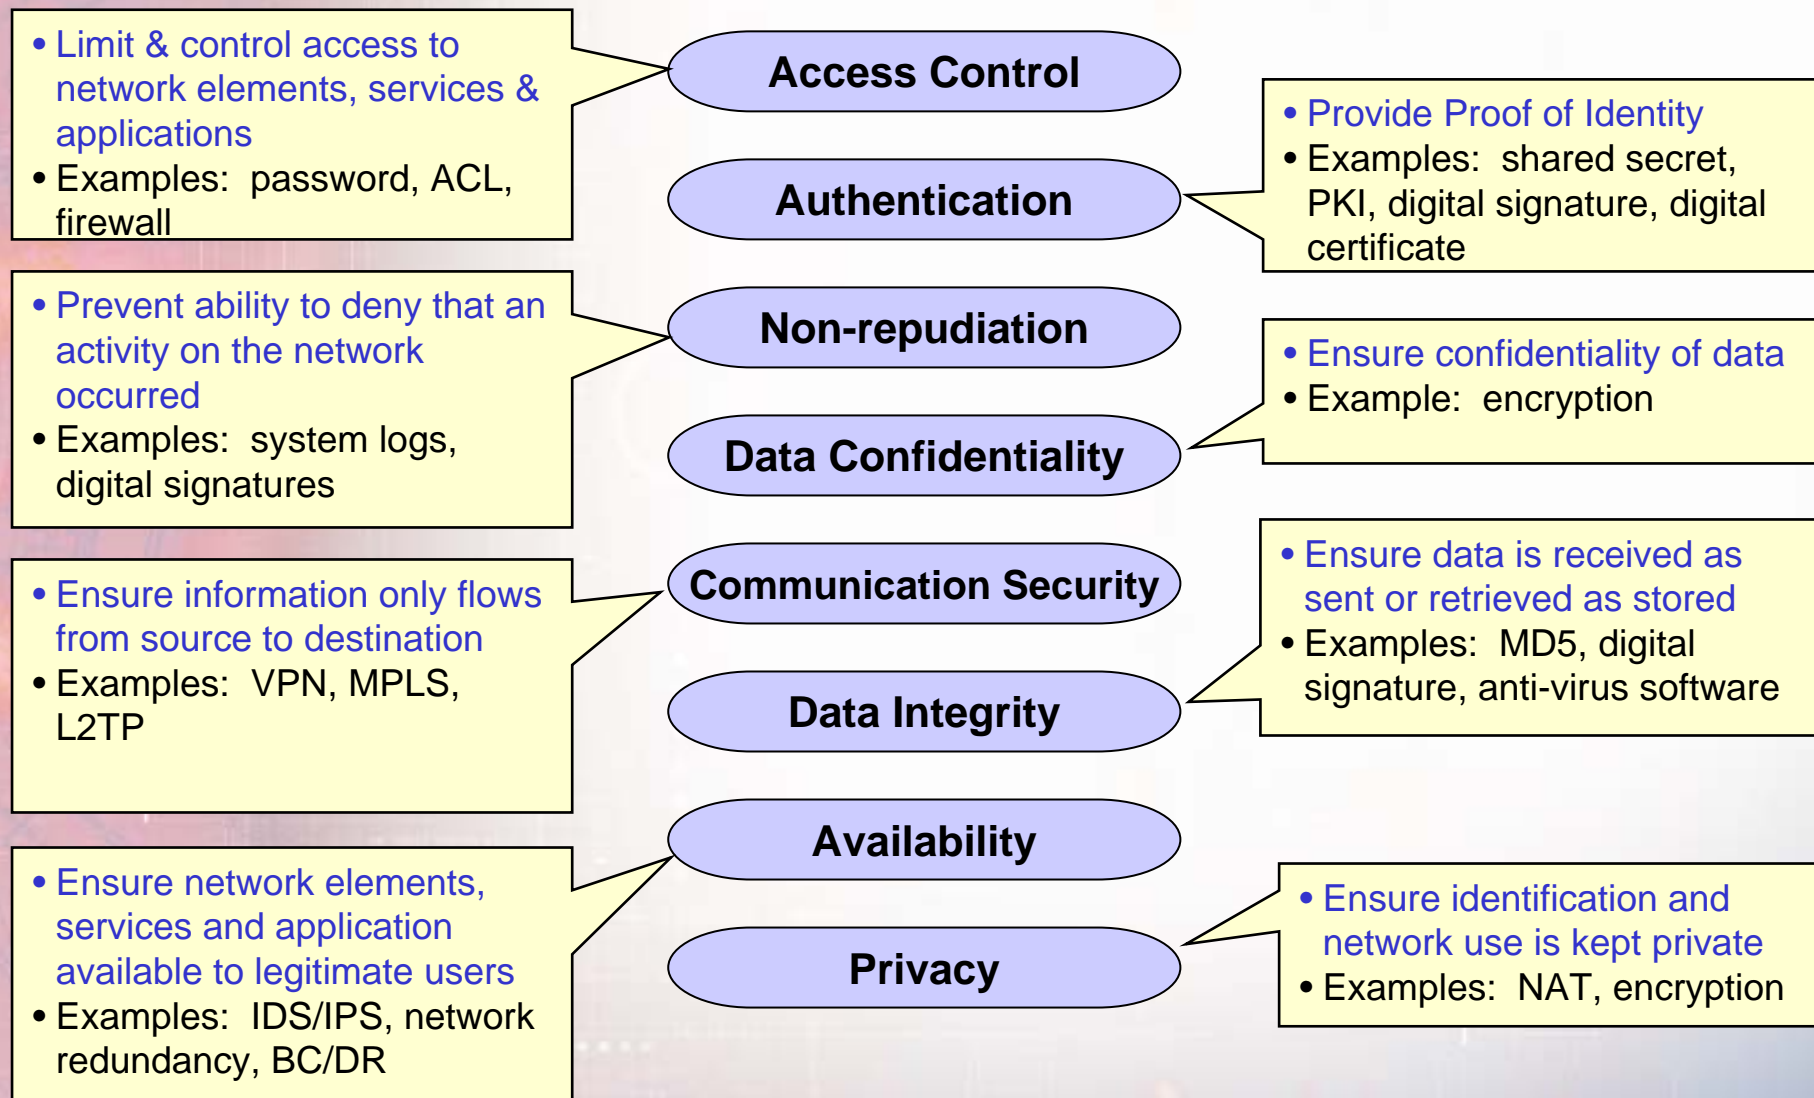 • Limit & control access to
network elements, services &
applications
• Examples:  password, ACL,
firewall
Access Control
• Provide Proof of Identity
• Examples:  shared secret,
PKI, digital signature, digital
certificate
Authentication
• Prevent ability to deny that an
activity on the network
occurred
• Examples:  system logs,
digital signatures
Non-repudiation
• Ensure confidentiality of data
• Example:  encryption
Data Confidentiality
• Ensure information only flows
from source to destination
• Examples:  VPN, MPLS,
L2TP
Communication Security
• Ensure data is received as
sent or retrieved as stored
• Examples:  MD5, digital
signature, anti-virus software
Data Integrity
• Ensure network elements,
services and application
available to legitimate users
• Examples:  IDS/IPS, network
redundancy, BC/DR
Availability
• Ensure identification and
network use is kept private
• Examples:  NAT, encryption
Privacy